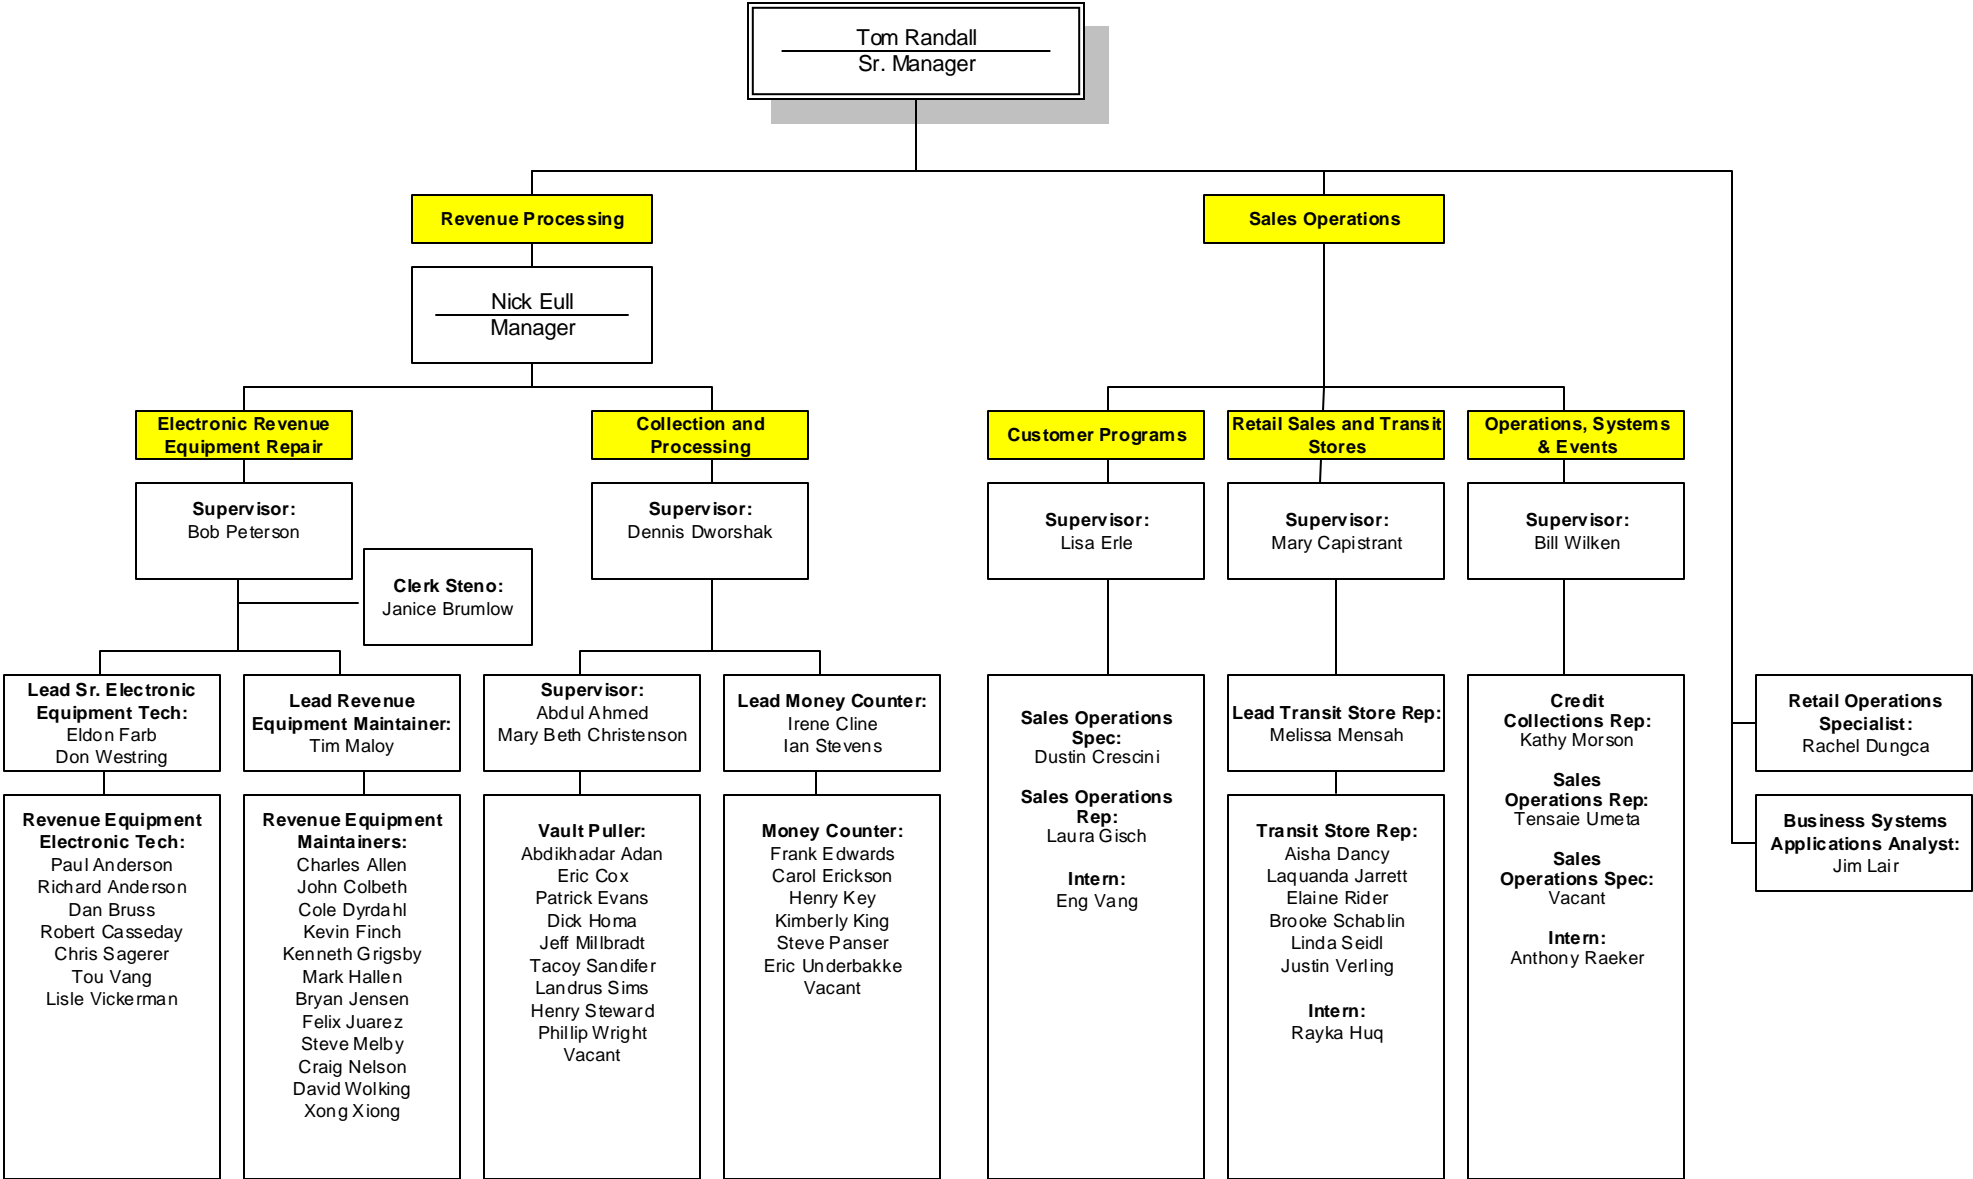 Tom Randall
Sr. Manager
Revenue Processing
Sales Operations
Nick Eull
Manager
Electronic Revenue
Equipment Repair
Collection and
Processing
Customer Programs
Retail Sales and Transit
Stores
Operations, Systems
& Events
Supervisor:
Bob Peterson
Supervisor:
Dennis Dworshak
Supervisor:
Lisa Erle
Supervisor:
Mary Capistrant
Supervisor:
Bill Wilken
Clerk Steno:
Janice Brumlow
Lead Sr. Electronic
Equipment Tech:
Eldon Farb
Don Westring
Lead Revenue
Equipment Maintainer:
Tim Maloy
Supervisor:
Abdul Ahmed
Mary Beth Christenson
Lead Money Counter:
Irene Cline
Ian Stevens
Sales Operations
Spec:
Dustin Crescini
Sales Operations
Rep:
Laura Gisch
Intern:
Eng Vang
Lead Transit Store Rep:
Melissa Mensah
Credit
Collections Rep:
Kathy Morson
Sales
Operations Rep:
Tensaie Umeta
Sales
Operations Spec:
Vacant
Intern:
Anthony Raeker
Retail Operations
Specialist:
Rachel Dungca
Business Systems
Applications Analyst:
Jim Lair
Revenue Equipment
Electronic Tech:
Paul Anderson
Richard Anderson
Dan Bruss
Robert Casseday
Chris Sagerer
Tou Vang
Lisle Vickerman
Revenue Equipment
Maintainers:
Charles Allen
John Colbeth
Cole Dyrdahl
Kevin Finch
Kenneth Grigsby
Mark Hallen
Bryan Jensen
Felix Juarez
Steve Melby
Craig Nelson
David Wolking
Xong Xiong
Vault Puller:
Abdikhadar Adan
Eric Cox
Patrick Evans
Dick Homa
Jeff Millbradt
Tacoy Sandifer
Landrus Sims
Henry Steward
Phillip Wright
Vacant
Money Counter:
Frank Edwards
Carol Erickson
Henry Key
Kimberly King
Steve Panser
Eric Underbakke
Vacant
Transit Store Rep:
Aisha Dancy
Laquanda Jarrett
Elaine Rider
Brooke Schablin
Linda Seidl
Justin Verling
Intern:
Rayka Huq